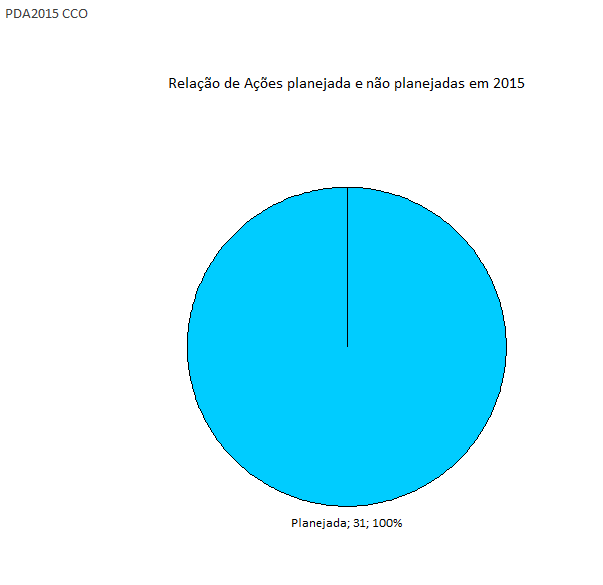 PDA2015 CCO
Relação de Ações planejada e não planejadas em 2015
Planejada; 31; 100%